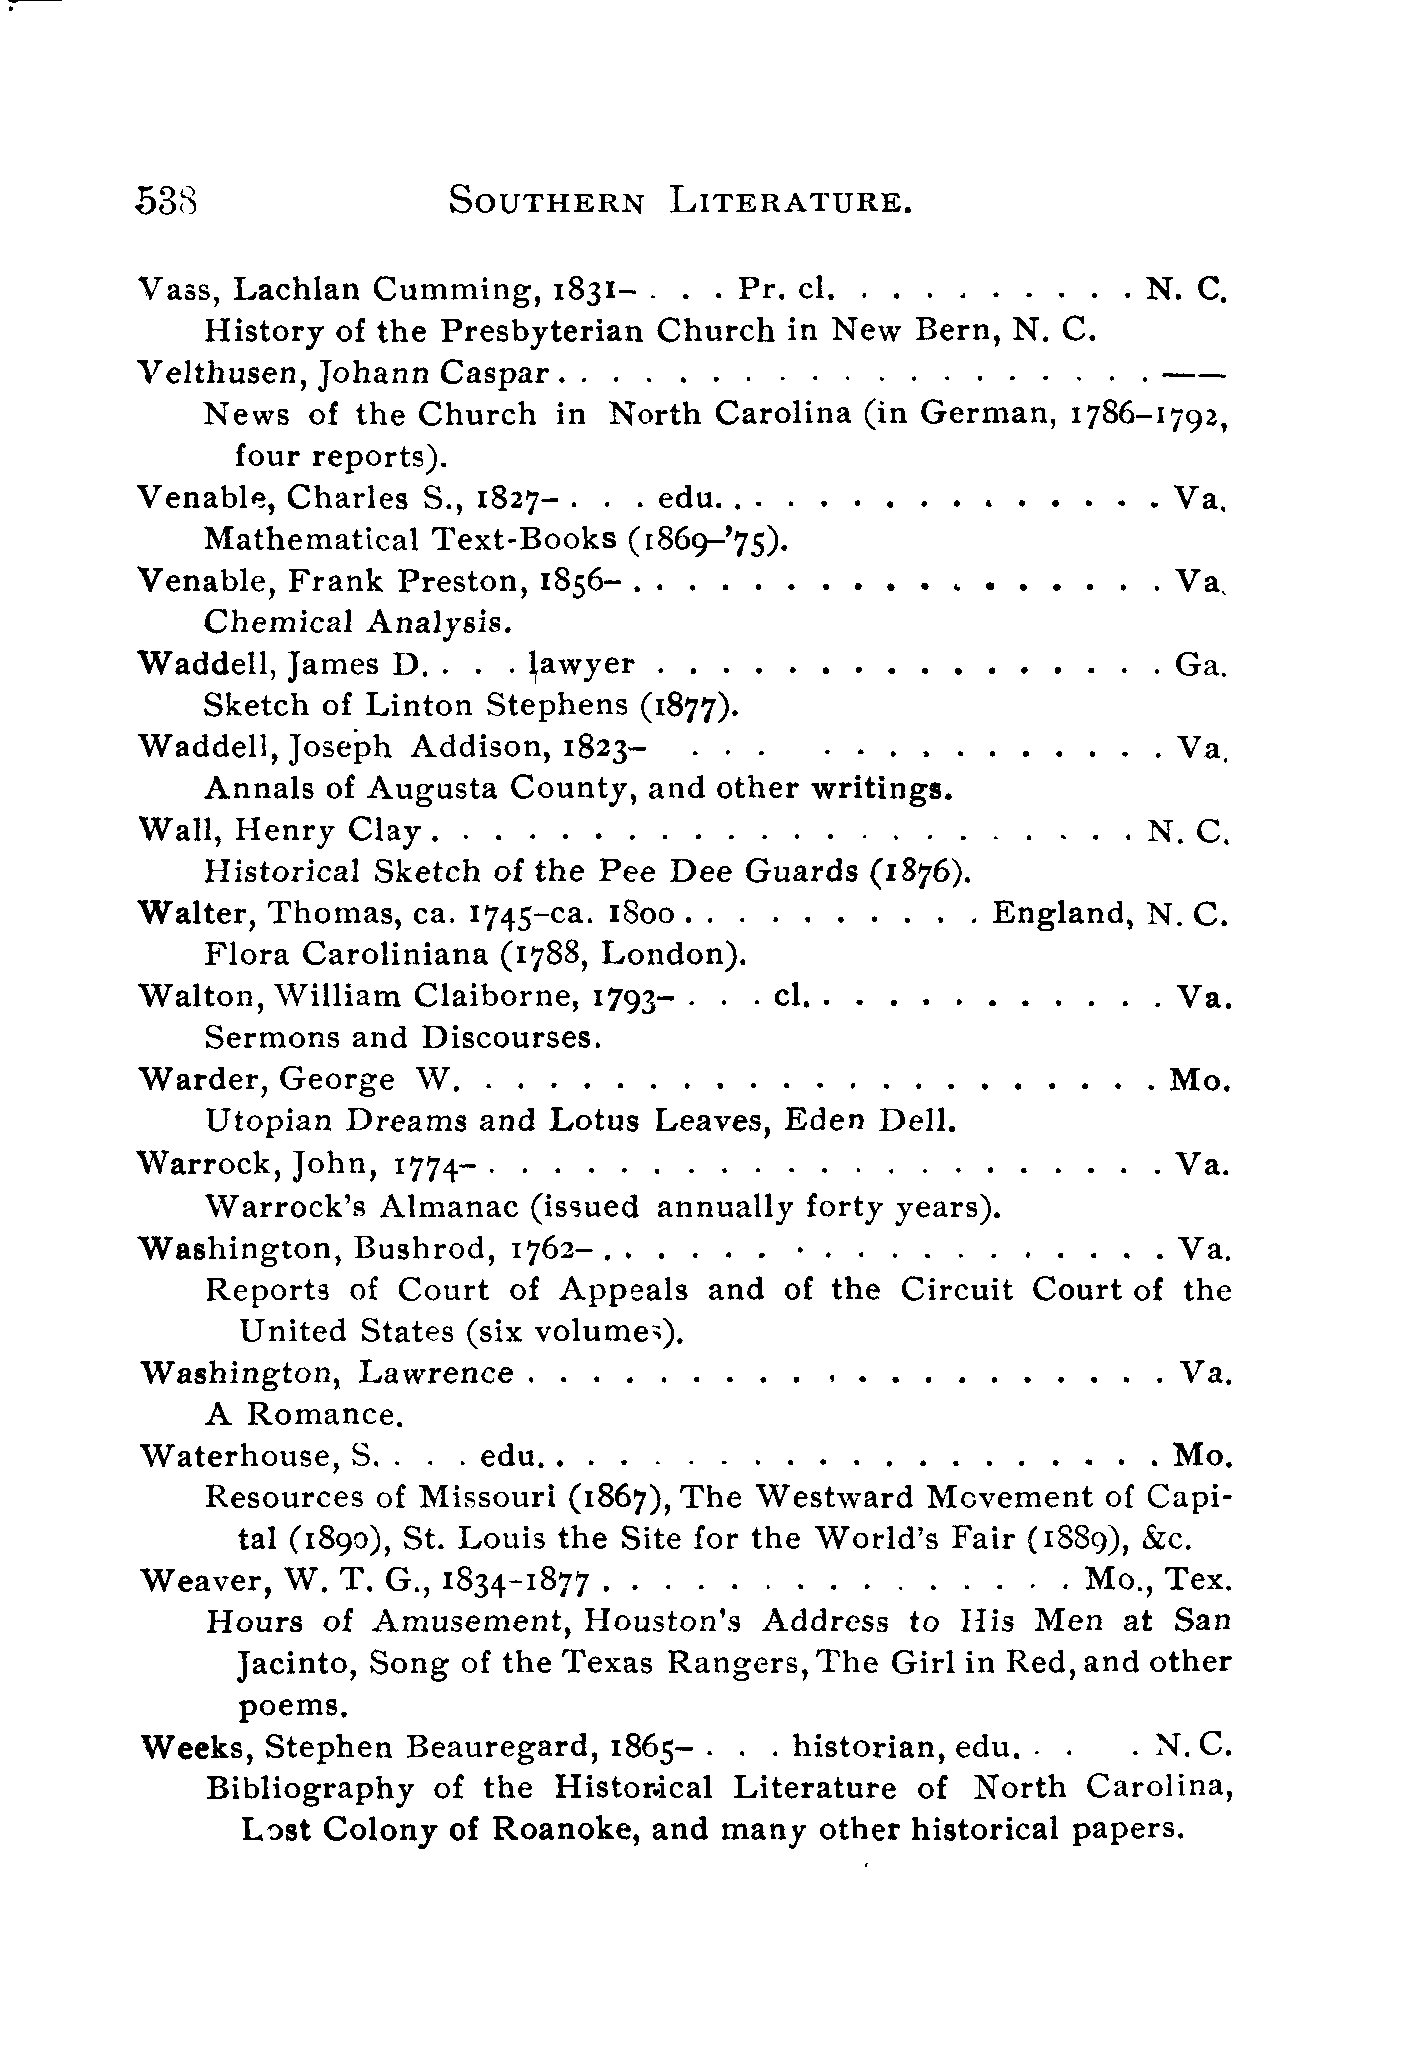 538 SOUTHERN LITERATURE.
Vass, Lachlan Cumming, 1831– . . . Pr. cl. . . . . . . . . . . N. C.
History of the Presbyterian Church in New Bern, N. C.
Velthusen, Johann Caspar . . . . . . . . . . . . . . . . . . . ——
News of the Church in North Carolina (in German, 1786–1792,
four reports).
Venable, Charles S., 1827– . . . edu. . . . . . . . . . . . . . . Va.
Mathematical Text-Books (1869–'75).
Venable, Frank Preston, 1856– . . . . . . . . . . . . . . . . . Va.
Chemical Analysis.
Waddell, James D. . . . lawyer . . . . . . . . . . . . . . . . Ga.
Sketch of Linton Stephens (1877).
Waddell, Joseph Addison, 1823– . . . . . . . . . . . . . . Va.
Annals of Augusta County, and other writings.
Wall, Henry Clay . . . . . . . . . . . . . . . . . . . . . . N. C.
Historical Sketch of the Pee Dee Guards (1876).
Walter, Thomas, ca. 1745–ca. 1800 . . . . . . . . . . England, N. C.
Flora Caroliniana (1788, London).
Walton, William Claiborne, 1793– . . . cl. . . . . . . . . . . . Va.
Sermons and Discourses.
Warder, George W. . . . . . . . . . . . . . . . . . . . . . Mo.
Utopian Dreams and Lotus Leaves, Eden Dell.
Warrock, John, 1774– . . . . . . . . . . . . . . . . . . . . . Va.
Warrock's Almanac (issued annually forty years).
Washington, Bushrod, 1762– . . . . . . . . . . . . . . . . . . Va.
Reports of Court of Appeals and of the Circuit Court of the
United States (six volumes).
Washington, Lawrence . . . . . . . . . . . . . . . . . . . . Va.
A Romance.
Waterhouse, S. . . . edu. . . . . . . . . . . . . . . . . . . . Mo.
Resources of Missouri (1867), The Westward Movement of Capi-
tal (1890), St. Louis the Site for the World's Fair (1889), &c.
Weaver, W. T. G., 1834-1877 . . . . . . . . . . . . . . . Mo., Tex.
Hours of Amusement, Houston's Address to His Men at San
Jacinto, Song of the Texas Rangers, The Girl in Red, and other
poems.
Weeks, Stephen Beauregard, 1865– . . . historian, edu. . . . N. C.
Bibliography of the Historical Literature of North Carolina,
Lost Colony of Roanoke, and many other historical papers.